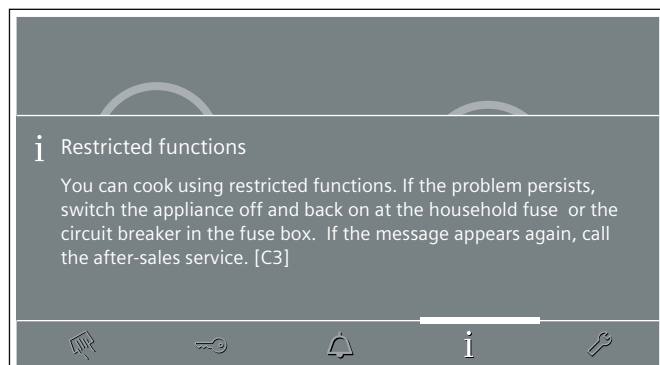 i Restricted functions
You can cook using restricted functions. If the problem persists,
switch the appliance off and back on at the household fuse or the
circuit breaker in the fuse box. If the message appears again, call
the after-sales service. [C3]
i